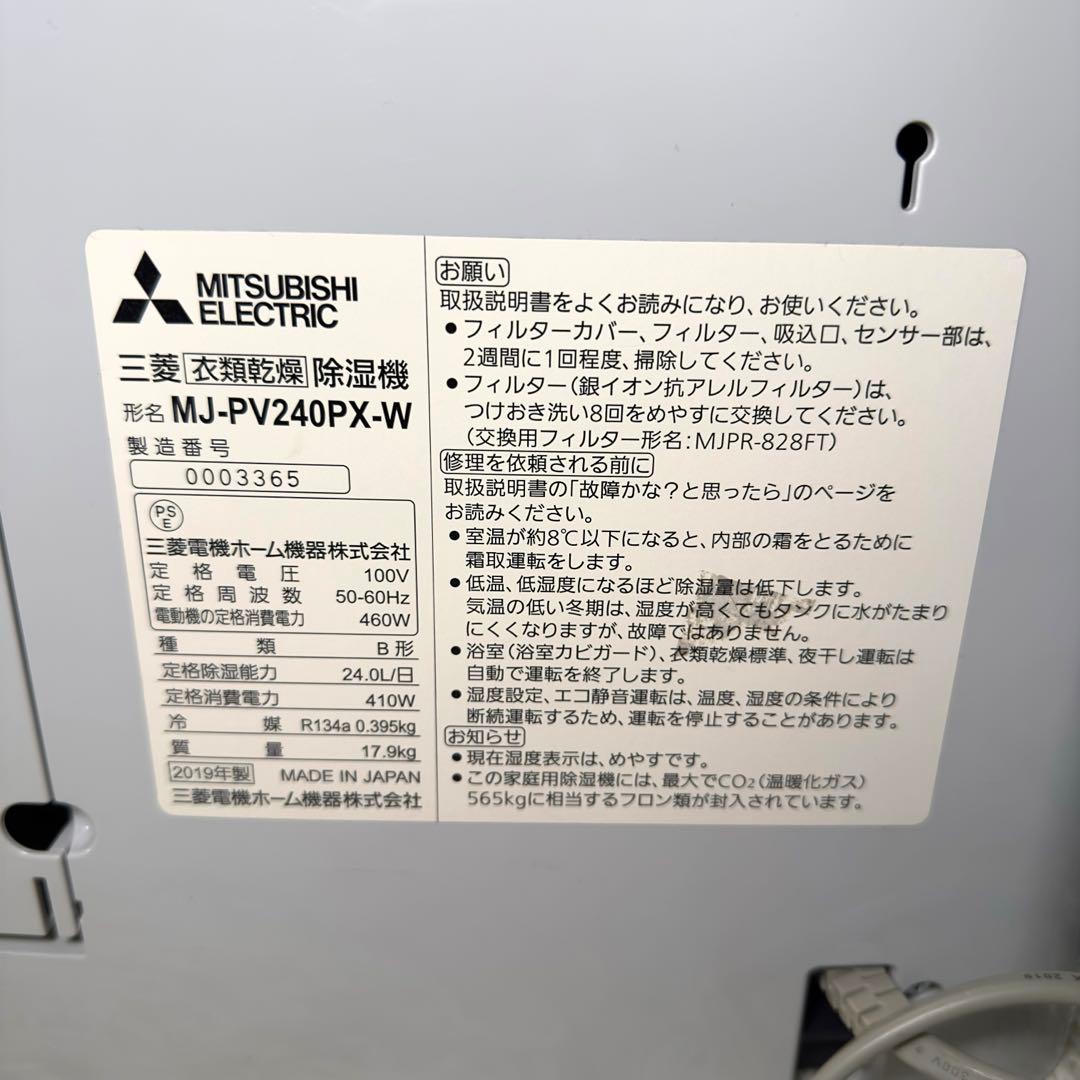 MITSUBISHI
ELECTRIC
三菱 衣類乾燥 除湿機
形名 MJ-PV240PX-W
製造番号
0003365
PS
E
三菱電機ホーム機器株式会社
定格電圧 100V
定格周波数 50-60Hz
電動機の定格消費電力 460W
種類 B形
定格除湿能力 24.0L/日
定格消費電力 410W
冷媒 R134a 0.395kg
質量 17.9kg
2019年製 MADE IN JAPAN
三菱電機ホーム機器株式会社
お願い
取扱説明書をよくお読みになり、お使いください。
●フィルターカバー、フィルター、吸込口、センサー部は、
2週間に1回程度、掃除してください。
●フィルター(銀イオン抗アレルフィルター)は、
つけおき洗い8回をめやすに交換してください。
(交換用フィルター形名:MJPR-828FT)
修理を依頼される前に
取扱説明書の「故障かな?と思ったら」のページを
お読みください。
●室温が約8℃以下になると、内部の霜をとるために
霜取運転をします。
●低温、低湿度になるほど除湿量は低下します。
気温の低い冬期は、湿度が高くてもタンクに水がたまり
にくくなりますが、故障ではありません。
●浴室(浴室カビガード)、衣類乾燥標準、夜干し運転は
自動で運転を終了します。
●湿度設定、エコ静音運転は、温度、湿度の条件により
断続運転するため、運転を停止することがあります。
お知らせ
●現在湿度表示は、めやすです。
●この家庭用除湿機には、最大でCO2(温暖化ガス)
565kgに相当するフロン類が封入されています。
2019
300V